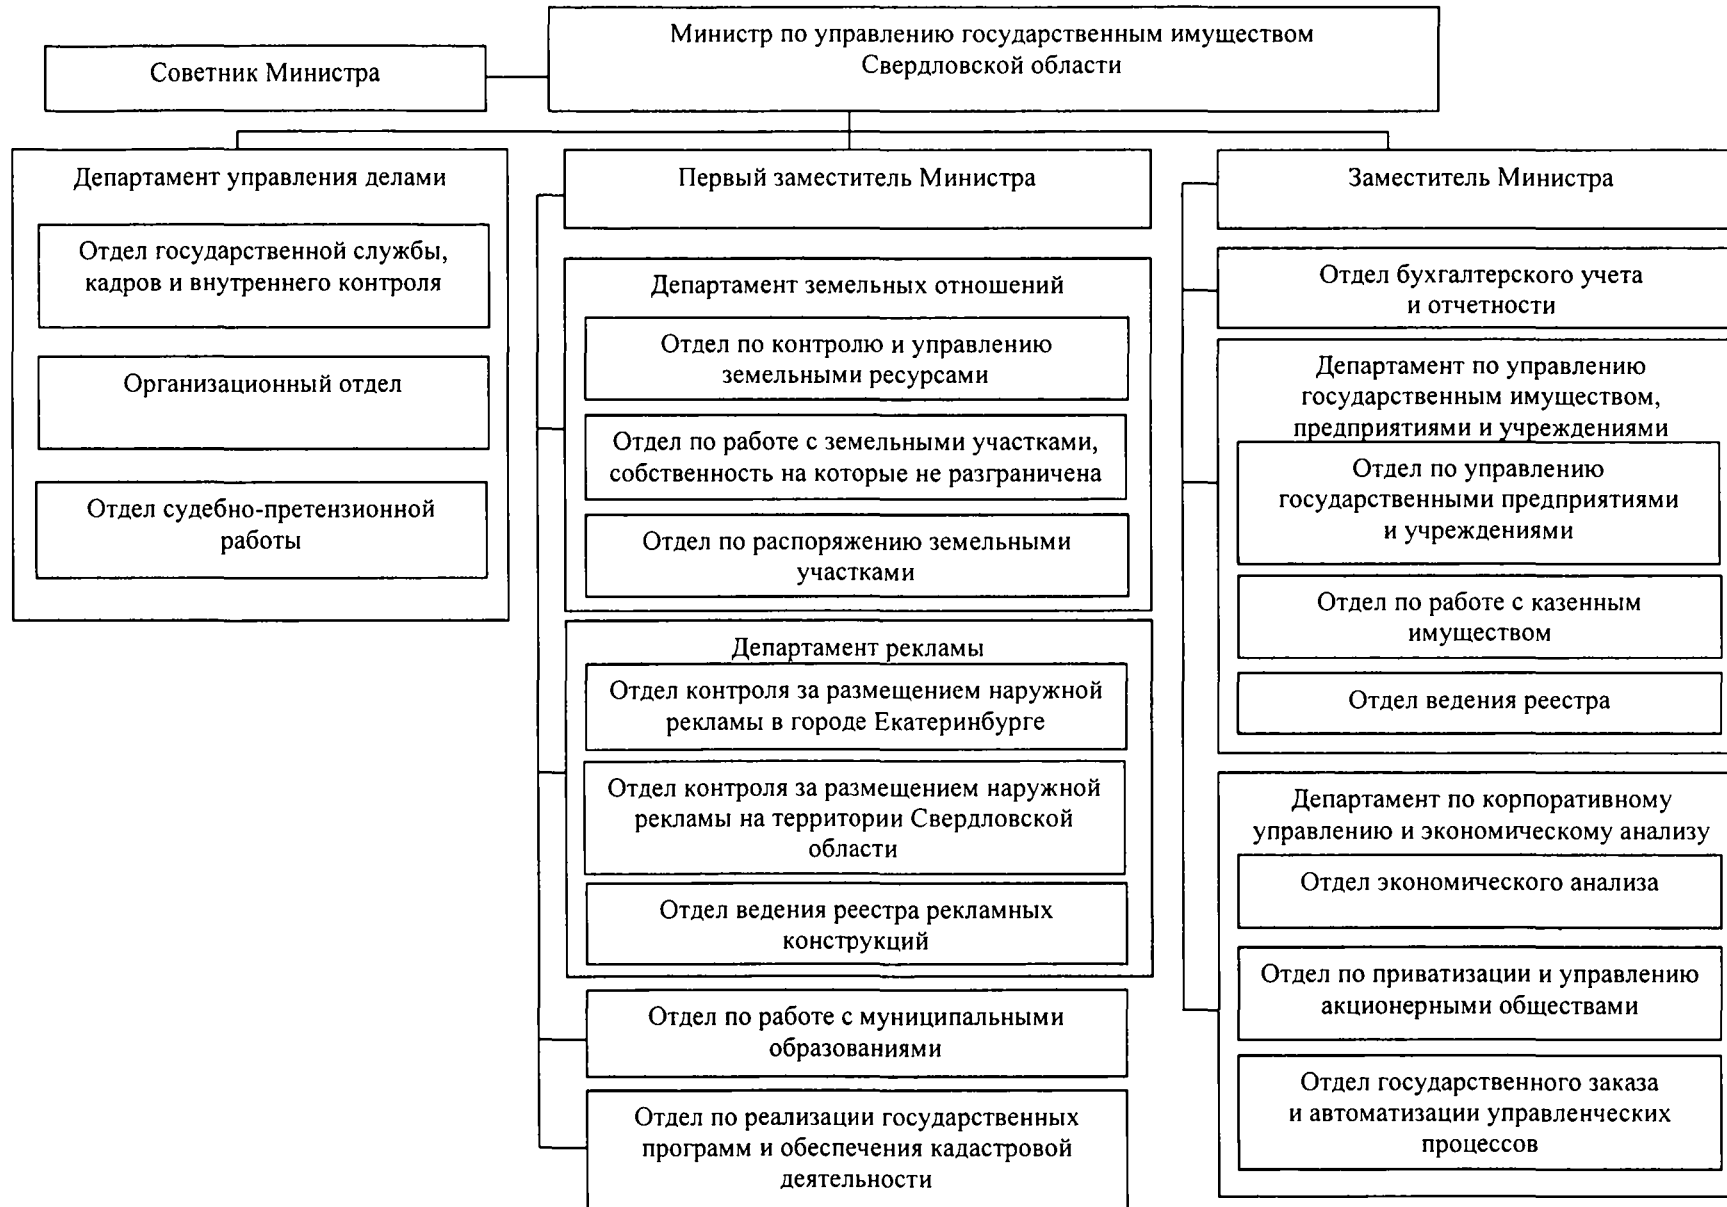 Министр по управлению государственным имуществом
Свердловской области
Советник Министра
Департамент управления делами
Отдел государственной службы,
кадров и внутреннего контроля
Организационный отдел
Отдел судебно-претензионной
работы
Первый заместитель Министра
Департамент земельных отношений
Отдел по контролю и управлению
земельными ресурсами
Отдел по работе с земельными участками,
собственность на которые не разграничена
Отдел по распоряжению земельными
участками
Департамент рекламы
Отдел контроля за размещением наружной
рекламы в городе Екатеринбурге
Отдел контроля за размещением наружной
рекламы на территории Свердловской
области
Отдел ведения реестра рекламных
конструкций
Отдел по работе с муниципальными
образованиями
Отдел по реализации государственных
программ и обеспечения кадастровой
деятельности
Заместитель Министра
Отдел бухгалтерского учета
и отчетности
Департамент по управлению
государственным имуществом,
предприятиями и учреждениями
Отдел по управлению
государственными предприятиями
и учреждениями
Отдел по работе с казенным
имуществом
Отдел ведения реестра
Департамент по корпоративному
управлению и экономическому анализу
Отдел экономического анализа
Отдел по приватизации и управлению
акционерными обществами
Отдел государственного заказа
и автоматизации управленческих
процессов